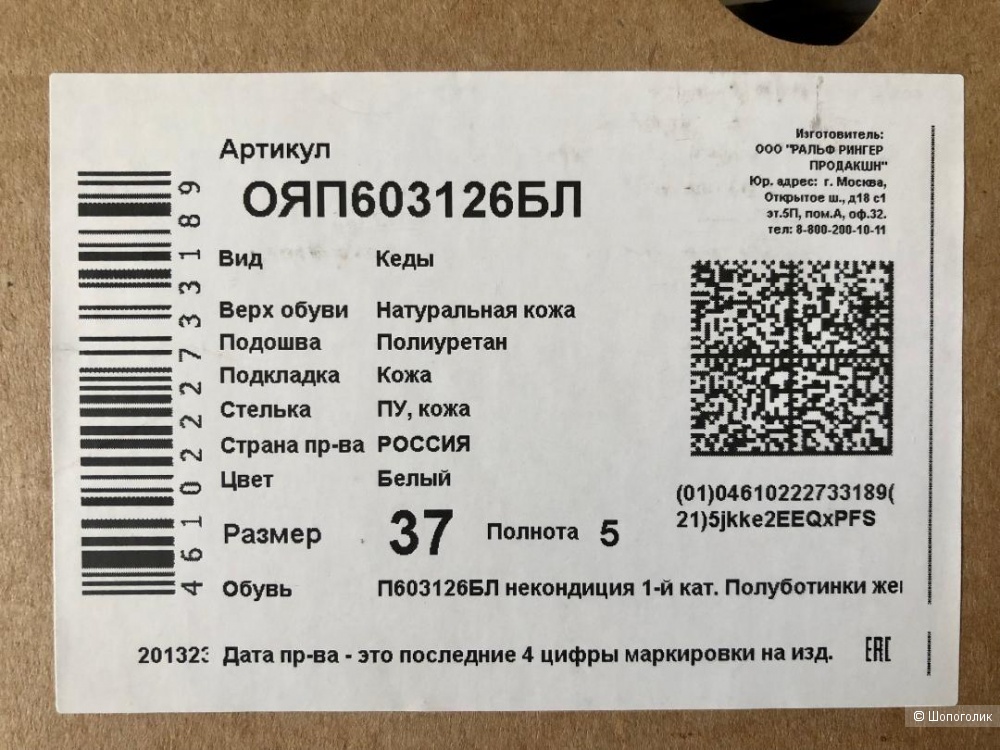 Артикул
ОЯП603126БЛ
Изготовитель:
ООО "РАЛЬФ РИНГЕР
ПРОДАКШН"
Юр. адрес: г. Москва,
Открытое ш., д18 с1
эт.5П, пом.А, оф.32.
тел: 8-800-200-10-11
4610222733189
Вид Кеды
Верх обуви Натуральная кожа
Подошва Полиуретан
Подкладка Кожа
Стелька ПУ, кожа
Страна пр-ва РОССИЯ
Цвет Белый
Размер 37 Полнота 5
(01)04610222733189(
21)5jkke2EEQxPFS
Обувь П603126БЛ некондиция 1-й кат. Полуботинки же
20132 Дата пр-ва - это последние 4 цифры маркировки на изд. EAC
© Шопоголик